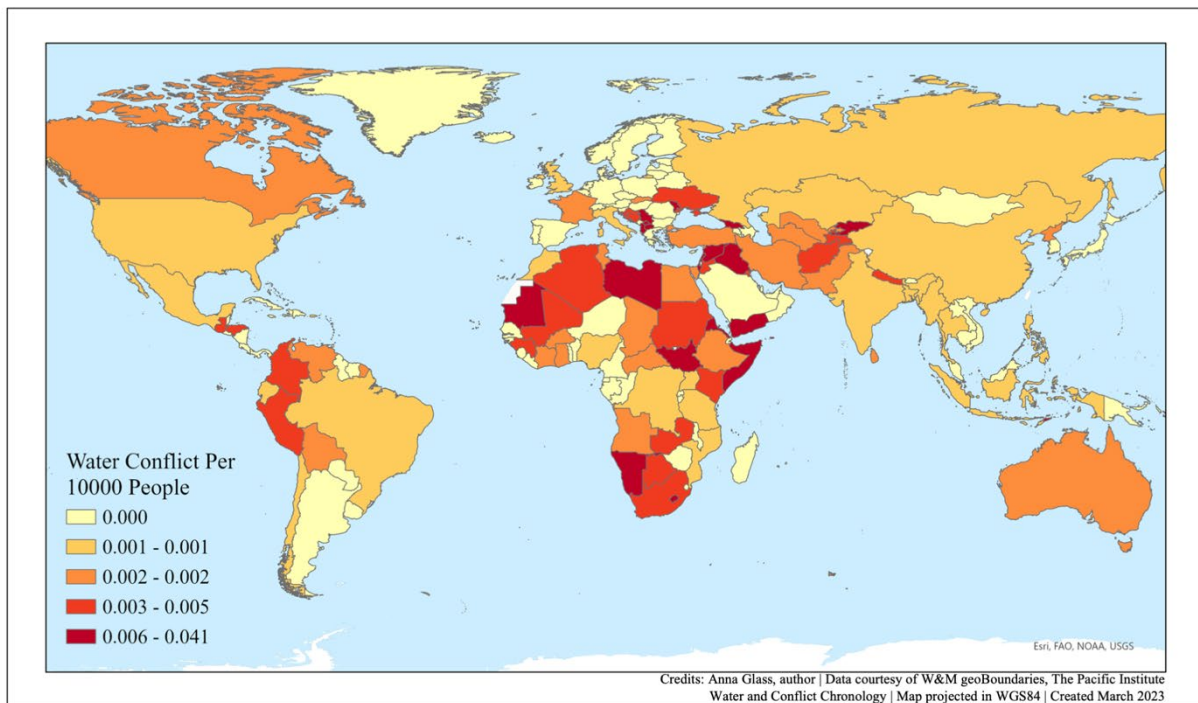 Water Conflict Per
10000 People
0.000
0.001 - 0.001
0.002 - 0.002
0.003 - 0.005
0.006 - 0.041
Esri, FAO, NOAA, USGS
Credits: Anna Glass, author | Data courtesy of W&M geoBoundaries, The Pacific Institute
Water and Conflict Chronology | Map projected in WGS84 | Created March 2023